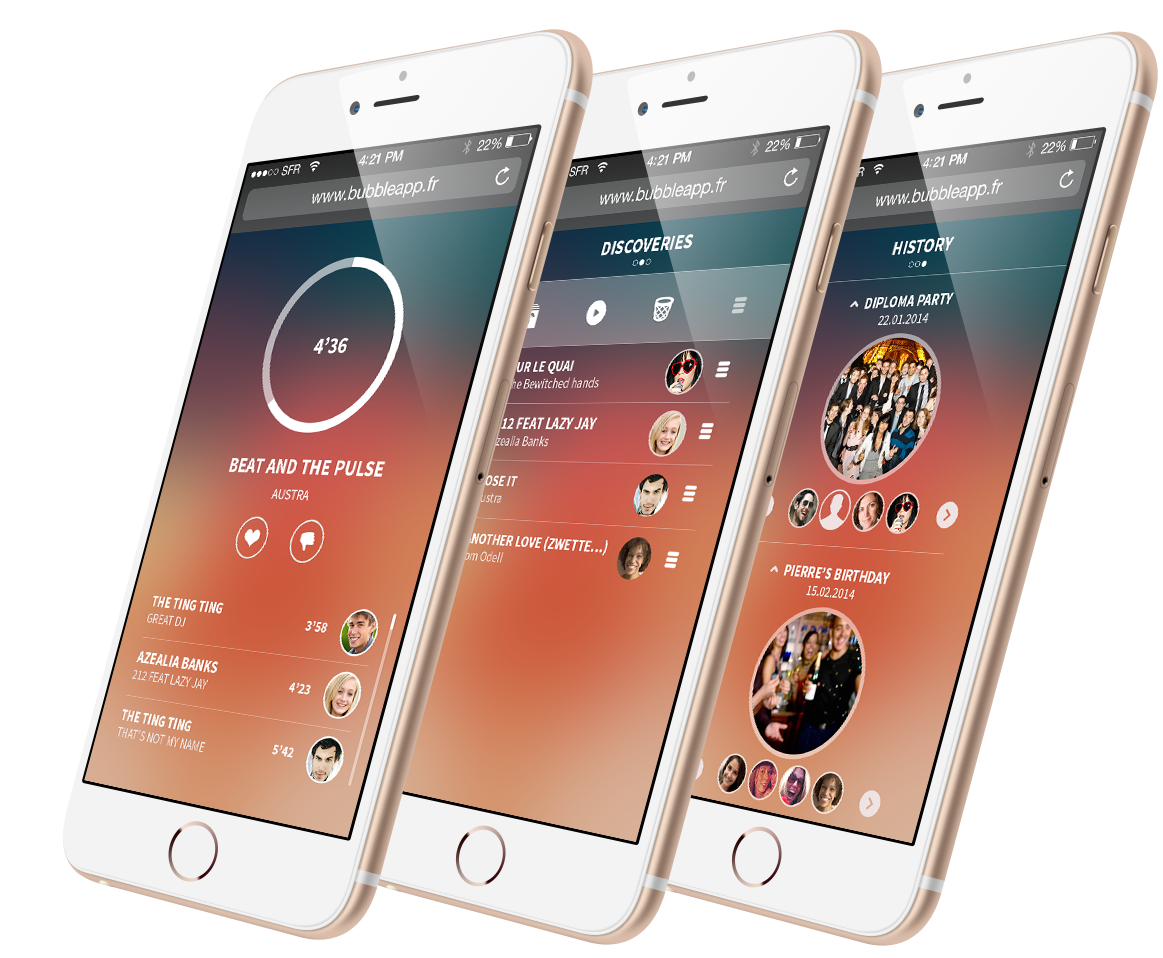 SFR 4:21 PM 22%
www.bubbleapp.fr
4’36
BEAT AND THE PULSE
AUSTRA
THE TING TING
GREAT DJ
3’58
AZEALIA BANKS
212 FEAT LAZY JAY
4’23
THE TING TING
THAT’S NOT MY NAME
5’42
SFR 4:21 PM 22%
www.bubbleapp.fr
DISCOVERIES
UR LE QUAI
he Bewitched hands
12 FEAT LAZY JAY
zealia Banks
OSE IT
ustra
NOTHER LOVE (ZWETTE...)
om Odell
R 4:21 PM 22%
www.bubbleapp.fr
HISTORY
DIPLOMA PARTY
22.01.2014
PIERRE’S BIRTHDAY
15.02.2014